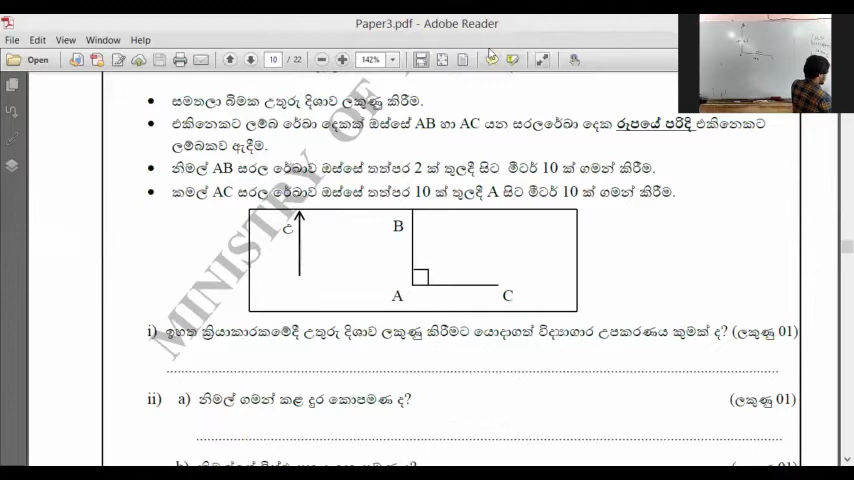 Paper3.pdf - Adobe Reader
File Edit View Window Help
Open 10 / 22 142%
• සමතලා බිමක උතුරු දිශාව ලකුණු කිරීම.
• එකිනෙකට ලම්බ රේඛා දෙකක් ඔස්සේ AB හා AC යන සරලරේඛා දෙක රූපයේ පරිදි එකිනෙකට
ලම්බකව ඇදීම.
• නිමල් AB සරල රේඛාව ඔස්සේ තත්පර 2 ක් තුලදී සිට මීටර් 10 ක් ගමන් කිරීම.
• කමල් AC සරල රේඛාව ඔස්සේ තත්පර 10 ක් තුලදී A සිට මීටර් 10 ක් ගමන් කිරීම.
උ B
A C
MINISTRY OF
i) ඉහත ක්‍රියාකාරකමේදී උතුරු දිශාව ලකුණු කිරීමට යොදාගත් විද්‍යාගාර උපකරණය කුමක් ද? (ලකුණු 01)
ii) a) නිමල් ගමන් කළ දුර කොපමණ ද? (ලකුණු 01)